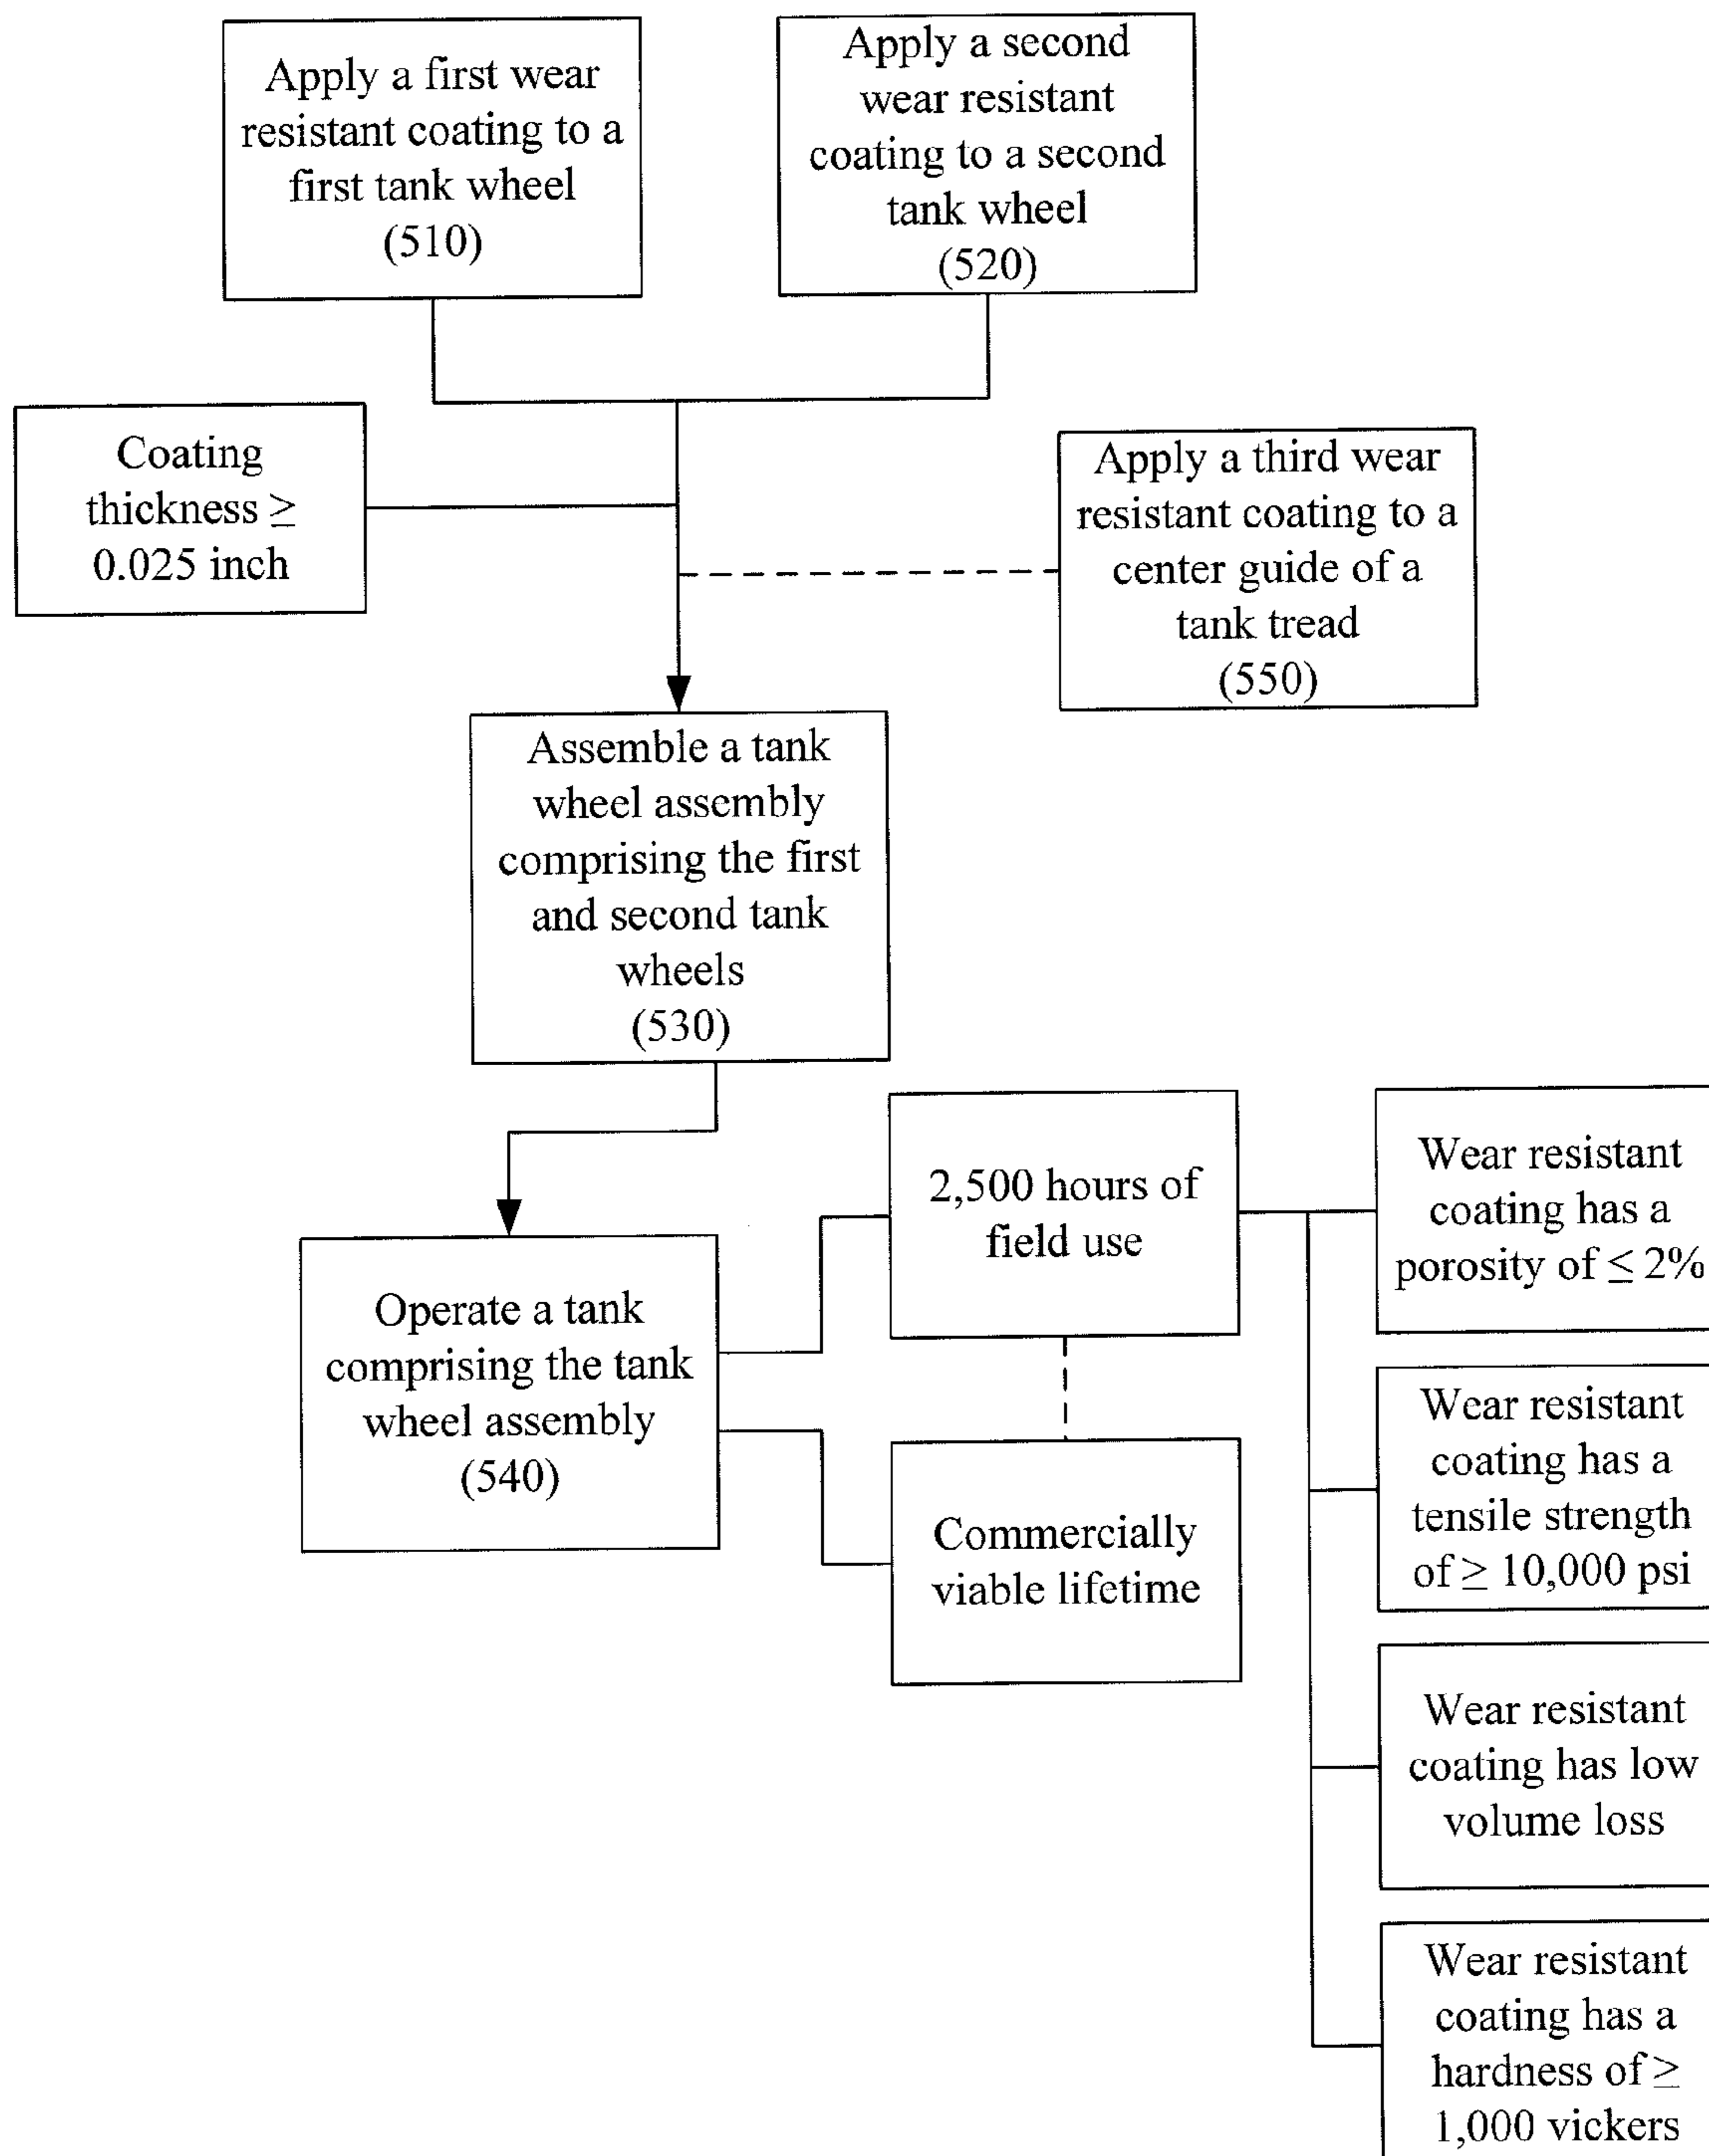 Apply a first wear
resistant coating to a
first tank wheel
(510)
Apply a second
wear resistant
coating to a second
tank wheel
(520)
Coating
thickness ≥
0.025 inch
Apply a third wear
resistant coating to a
center guide of a
tank tread
(550)
Assemble a tank
wheel assembly
comprising the first
and second tank
wheels
(530)
Operate a tank
comprising the tank
wheel assembly
(540)
2,500 hours of
field use
Commercially
viable lifetime
Wear resistant
coating has a
porosity of ≤ 2%
Wear resistant
coating has a
tensile strength
of ≥ 10,000 psi
Wear resistant
coating has low
volume loss
Wear resistant
coating has a
hardness of ≥
1,000 vickers